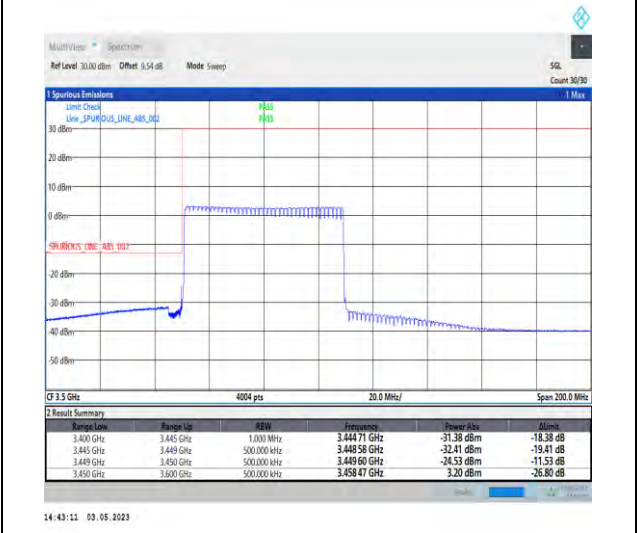 MultiView Spectrum
Ref Level 30.00 dBm Offset 9.54 dB Mode Sweep SGL
Count 30/30
1 Spurious Emissions 1 Max
Limit Check PASS
Line _SPURIOUS_LINE_ABS_002 PASS
30 dBm
20 dBm
10 dBm
0 dBm
_SPURIOUS_LINE_ABS_002
-20 dBm
-30 dBm
-40 dBm
-50 dBm
CF 3.5 GHz 4004 pts 20.0 MHz/ Span 200.0 MHz
2 Result Summary
Range Low Range Up RBW Frequency Power Abs ΔLimit
3.400 GHz 3.445 GHz 1.000 MHz 3.444 71 GHz -31.38 dBm -18.38 dB
3.445 GHz 3.449 GHz 500.000 kHz 3.448 58 GHz -32.41 dBm -19.41 dB
3.449 GHz 3.450 GHz 500.000 kHz 3.449 60 GHz -24.53 dBm -11.53 dB
3.450 GHz 3.600 GHz 500.000 kHz 3.458 47 GHz 3.20 dBm -26.80 dB
14:43:11 03.05.2023